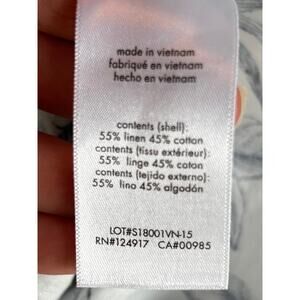 made in vietnam
fabriqué en vietnam
hecho en vietnam
contents (shell):
55% linen 45% cotton
contents (tissu extérieur):
55% linge 45% coton
contents (tejido externo):
55% lino 45% algodón
LOT#S18001VN-15
RN#124917 CA#00985